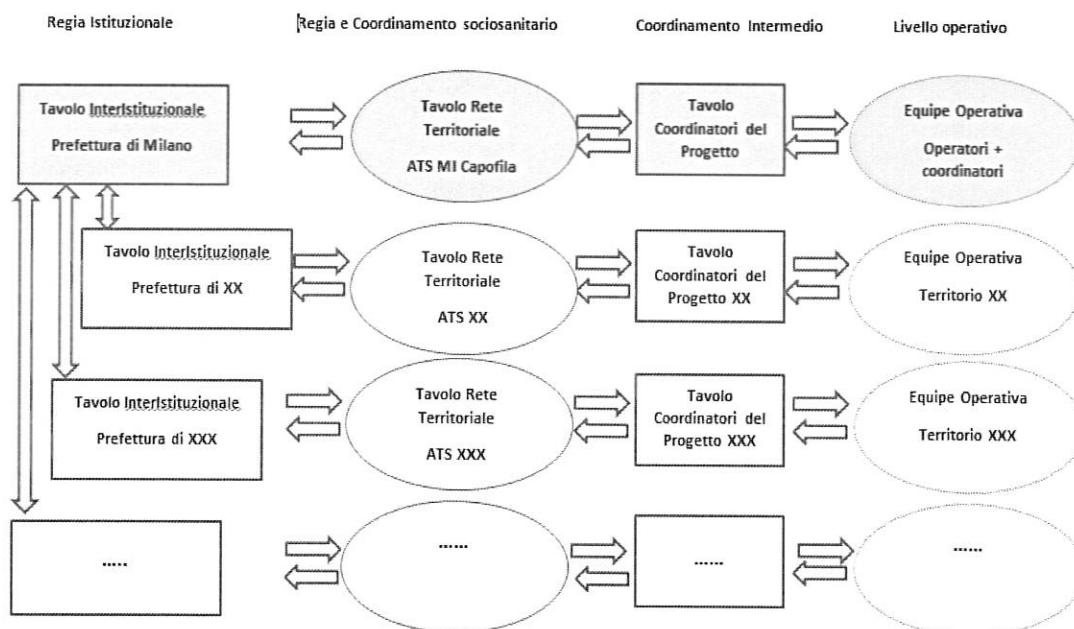 Regia Istituzionale
Regia e Coordinamento sociosanitario
Coordinamento Intermedio
Livello operativo
Tavolo InterIstituzionale
Prefettura di Milano
Tavolo Rete
Territoriale
ATS MI Capofila
Tavolo
Coordinatori del
Progetto
Equipe Operativa
Operatori +
coordinatori
Tavolo InterIstituzionale
Prefettura di XX
Tavolo Rete
Territoriale
ATS XX
Tavolo
Coordinatori del
Progetto XX
Equipe Operativa
Territorio XX
Tavolo InterIstituzionale
Prefettura di XXX
Tavolo Rete
Territoriale
ATS XXX
Tavolo
Coordinatori del
Progetto XXX
Equipe Operativa
Territorio XXX
.....
......
......
......